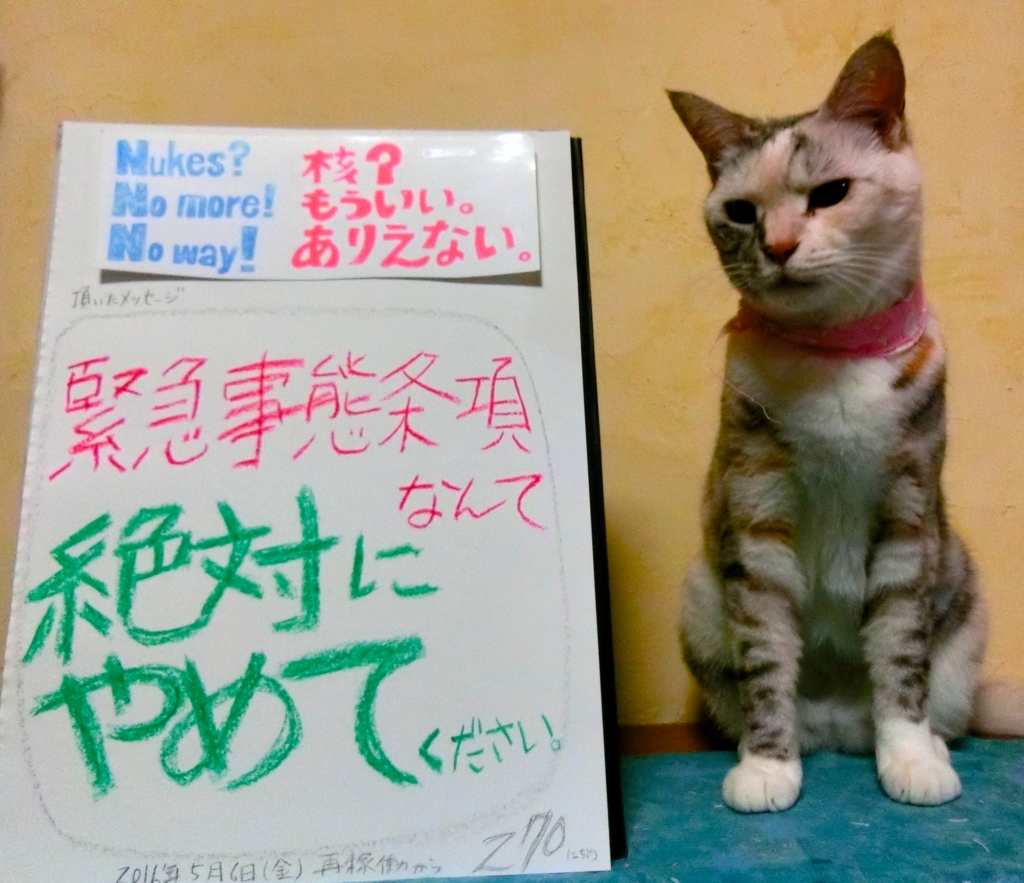 Nukes?
No more!
No way!
核?
もういい。
ありえない。
頂いたメッセージ
緊急事態条項
なんて
絶対に
やめて
ください。
2016年5月6日(金) 再稼働から
270